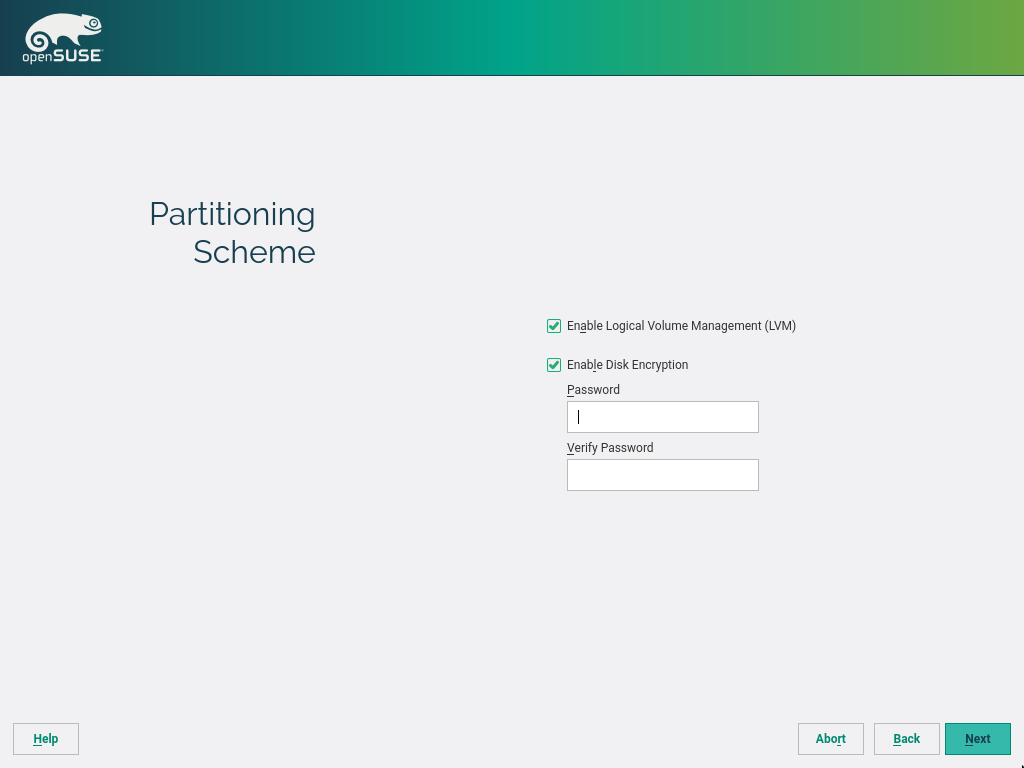 openSUSE
Partitioning
Scheme
Enable Logical Volume Management (LVM)
Enable Disk Encryption
Password
Verify Password
Help
Abort
Back
Next